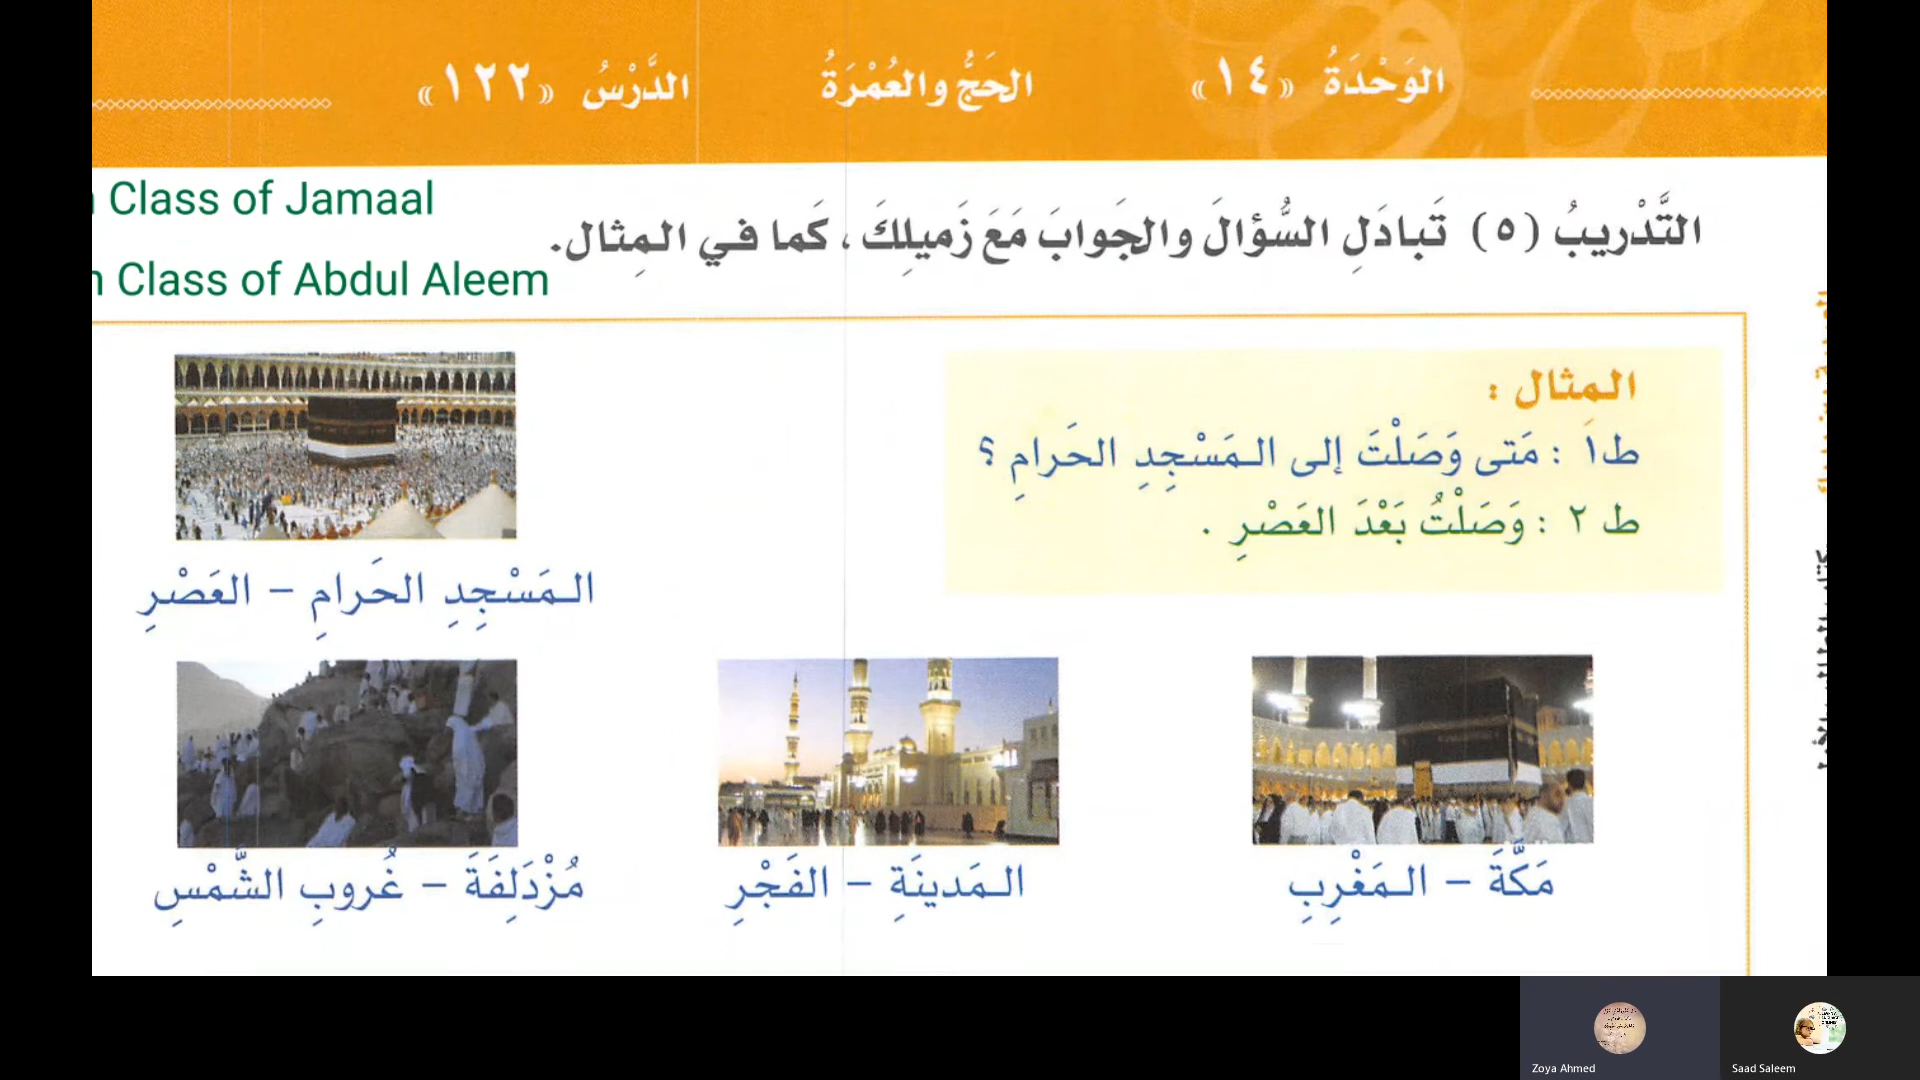 الوَحْدَةُ «١٤» الحَجُّ والعُمْرَةُ الدَّرْسُ «١٢٢»
Class of Jamaal
Class of Abdul Aleem
التَّدْرِيبُ (٥) تَبادَلِ السُّؤالَ والجَوابَ مَعَ زَميلِكَ ، كَما في المِثال.
المِثال :
ط١ : مَتى وَصَلْتَ إلى المَسْجِدِ الحَرامِ ؟
ط ٢ : وَصَلْتُ بَعْدَ العَصْرِ .
المَسْجِدِ الحَرامِ – العَصْرِ
مَكَّةَ – المَغْرِبِ
المَدينَةِ – الفَجْرِ
مُزْدَلِفَةَ – غُروبِ الشَّمْسِ
Zoya Ahmed
Saad Saleem